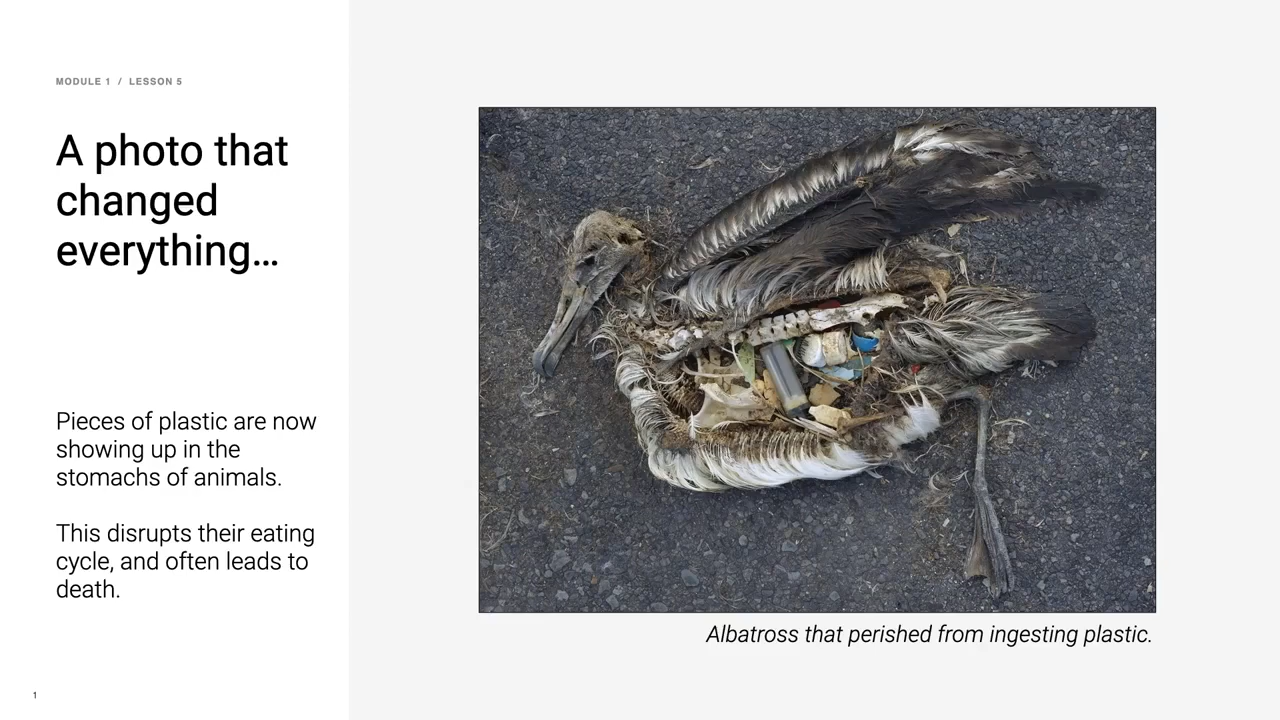 MODULE 1 / LESSON 5
A photo that
changed
everything...
Pieces of plastic are now
showing up in the
stomachs of animals.
This disrupts their eating
cycle, and often leads to
death.
Albatross that perished from ingesting plastic.
1